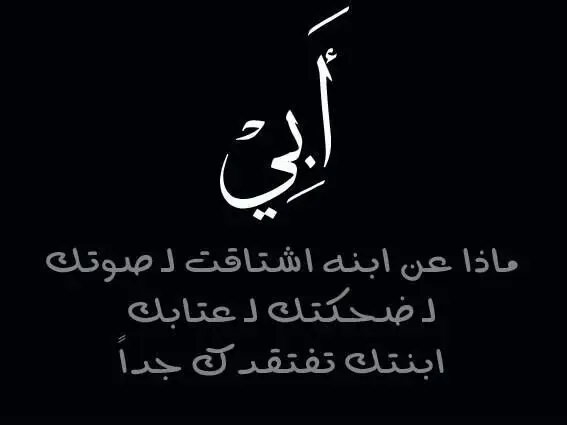 أَبِيْ
ماذا عن ابنه اشتاقت لـ صوتك
لـ ضحكتك لـ عتابك
ابنتك تفتقدك جداً